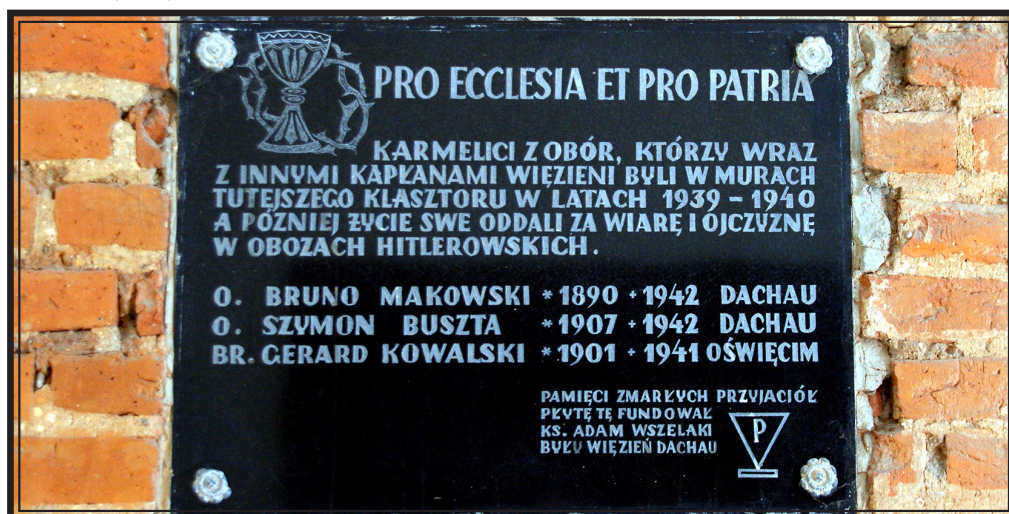 PRO ECCLESIA ET PRO PATRIA
KARMELICI Z OBÓR, KTÓRZY WRAZ
Z INNYMI KAPŁANAMI WIĘZIENI BYLI W MURACH
TUTEJSZEGO KLASZTORU W LATACH 1939 - 1940
A PÓŹNIEJ ŻYCIE SWE ODDALI ZA WIARĘ I OJCZYZNĘ
W OBOZACH HITLEROWSKICH.
O. BRUNO MAKOWSKI * 1890 + 1942 DACHAU
O. SZYMON BUSZTA * 1907 + 1942 DACHAU
BR. GERARD KOWALSKI * 1901 + 1941 OŚWIĘCIM
PAMIĘCI ZMARŁYCH PRZYJACIÓŁ
PŁYTĘ TĘ FUNDOWAŁ
KS. ADAM WSZELAKI
BYŁY WIĘZIEŃ DACHAU
P